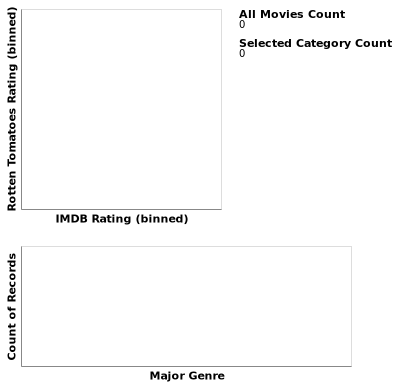 All Movies Count
0
Selected Category Count
0
Rotten Tomatoes Rating (binned)
IMDB Rating (binned)
Count of Records
Major Genre